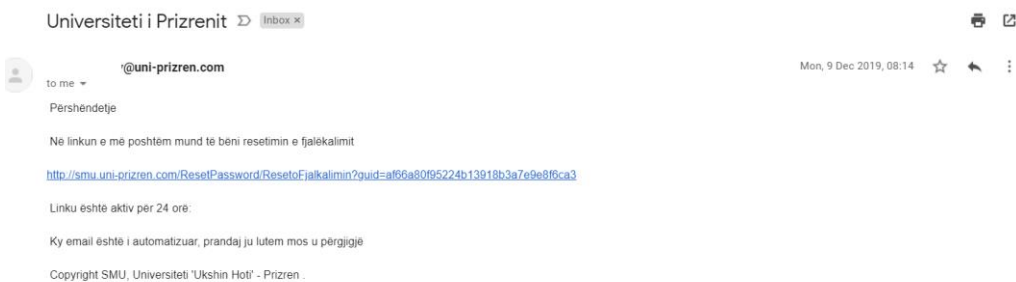 Universiteti i Prizrenit Inbox ×
@uni-prizren.com Mon, 9 Dec 2019, 08:14
to me
Përshëndetje
Në linkun e më poshtëm mund të bëni resetimin e fjalëkalimit
http://smu.uni-prizren.com/ResetPassword/ResetoFjalkalimin?guid=af66a80f95224b13918b3a7e9e8f6ca3
Linku është aktiv për 24 orë:
Ky email është i automatizuar, prandaj ju lutem mos u përgjigjë
Copyright SMU, Universiteti 'Ukshin Hoti' - Prizren .